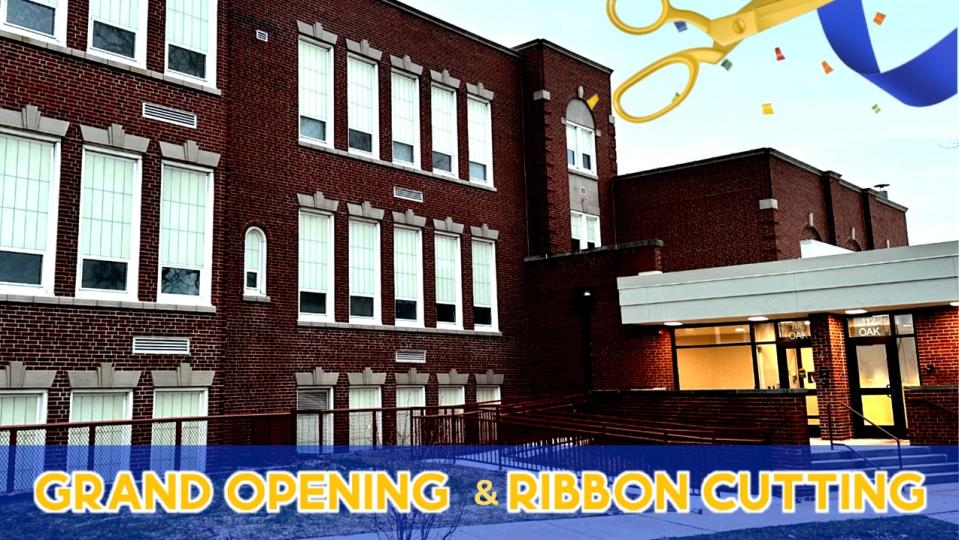 112
OAK
OAK
GRAND OPENING & RIBBON CUTTING